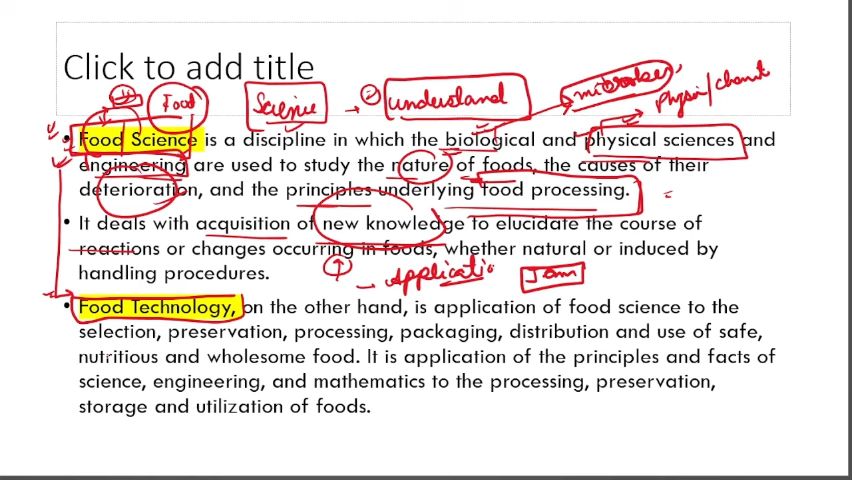 Click to add title
Food
Science
understand
microbes
Physi/chemit
• Food Science is a discipline in which the biological and physical sciences and
engineering are used to study the nature of foods, the causes of their
deterioration, and the principles underlying food processing.
• It deals with acquisition of new knowledge to elucidate the course of
reactions or changes occurring in foods, whether natural or induced by
handling procedures.
Applicatio
Jam
• Food Technology, on the other hand, is application of food science to the
selection, preservation, processing, packaging, distribution and use of safe,
nutritious and wholesome food. It is application of the principles and facts of
science, engineering, and mathematics to the processing, preservation,
storage and utilization of foods.